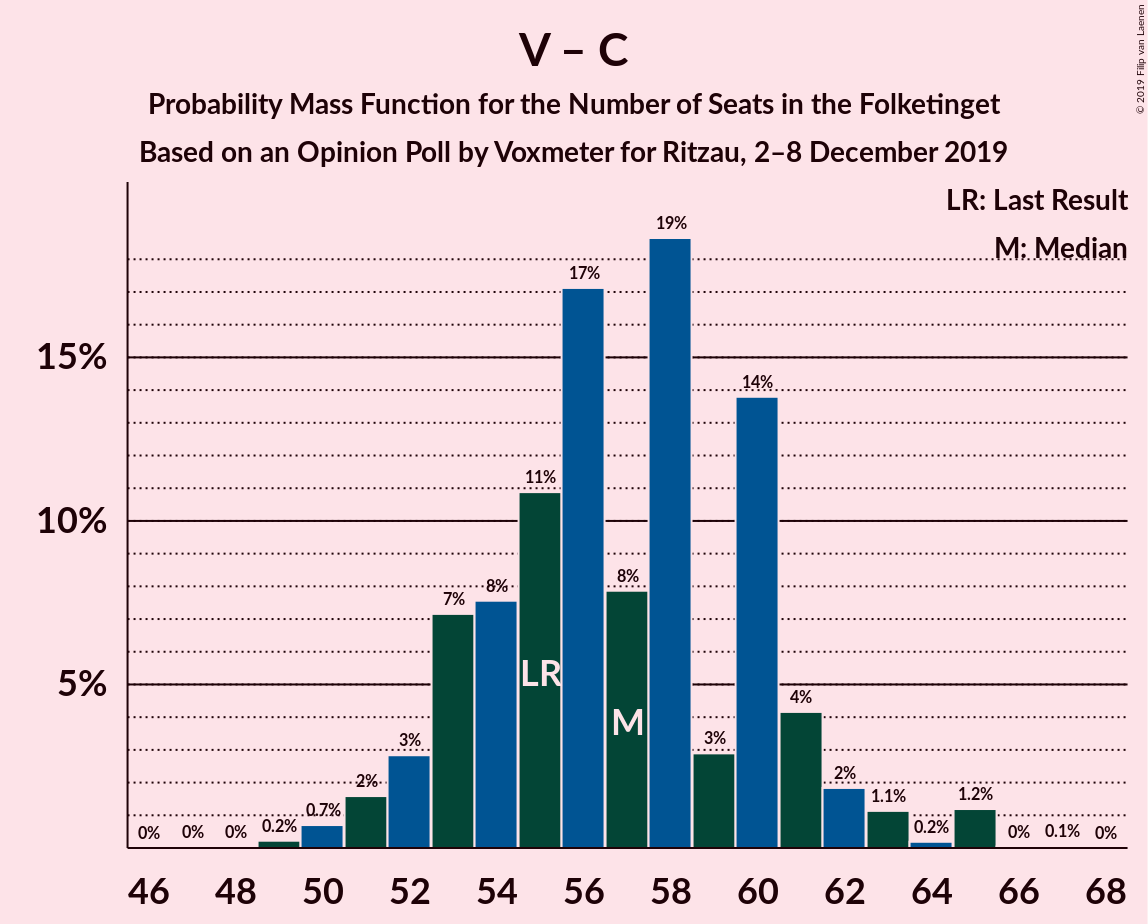 V – C
Probability Mass Function for the Number of Seats in the Folketinget
Based on an Opinion Poll by Voxmeter for Ritzau, 2–8 December 2019
© 2019 Filip van Laenen
LR: Last Result
M: Median
15%
10%
5%
0% 0% 0% 0.2% 0.7% 2% 3% 7% 8% 11% 17% 8% 19% 3% 14% 4% 2% 1.1% 0.2% 1.2% 0% 0.1% 0%
LR
M
46 48 50 52 54 56 58 60 62 64 66 68